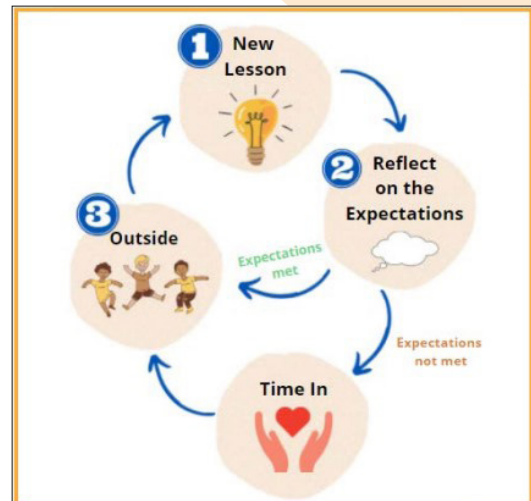 1
New
Lesson
2
Reflect
on the
Expectations
3
Outside
Expectations
met
Expectations
not met
Time In